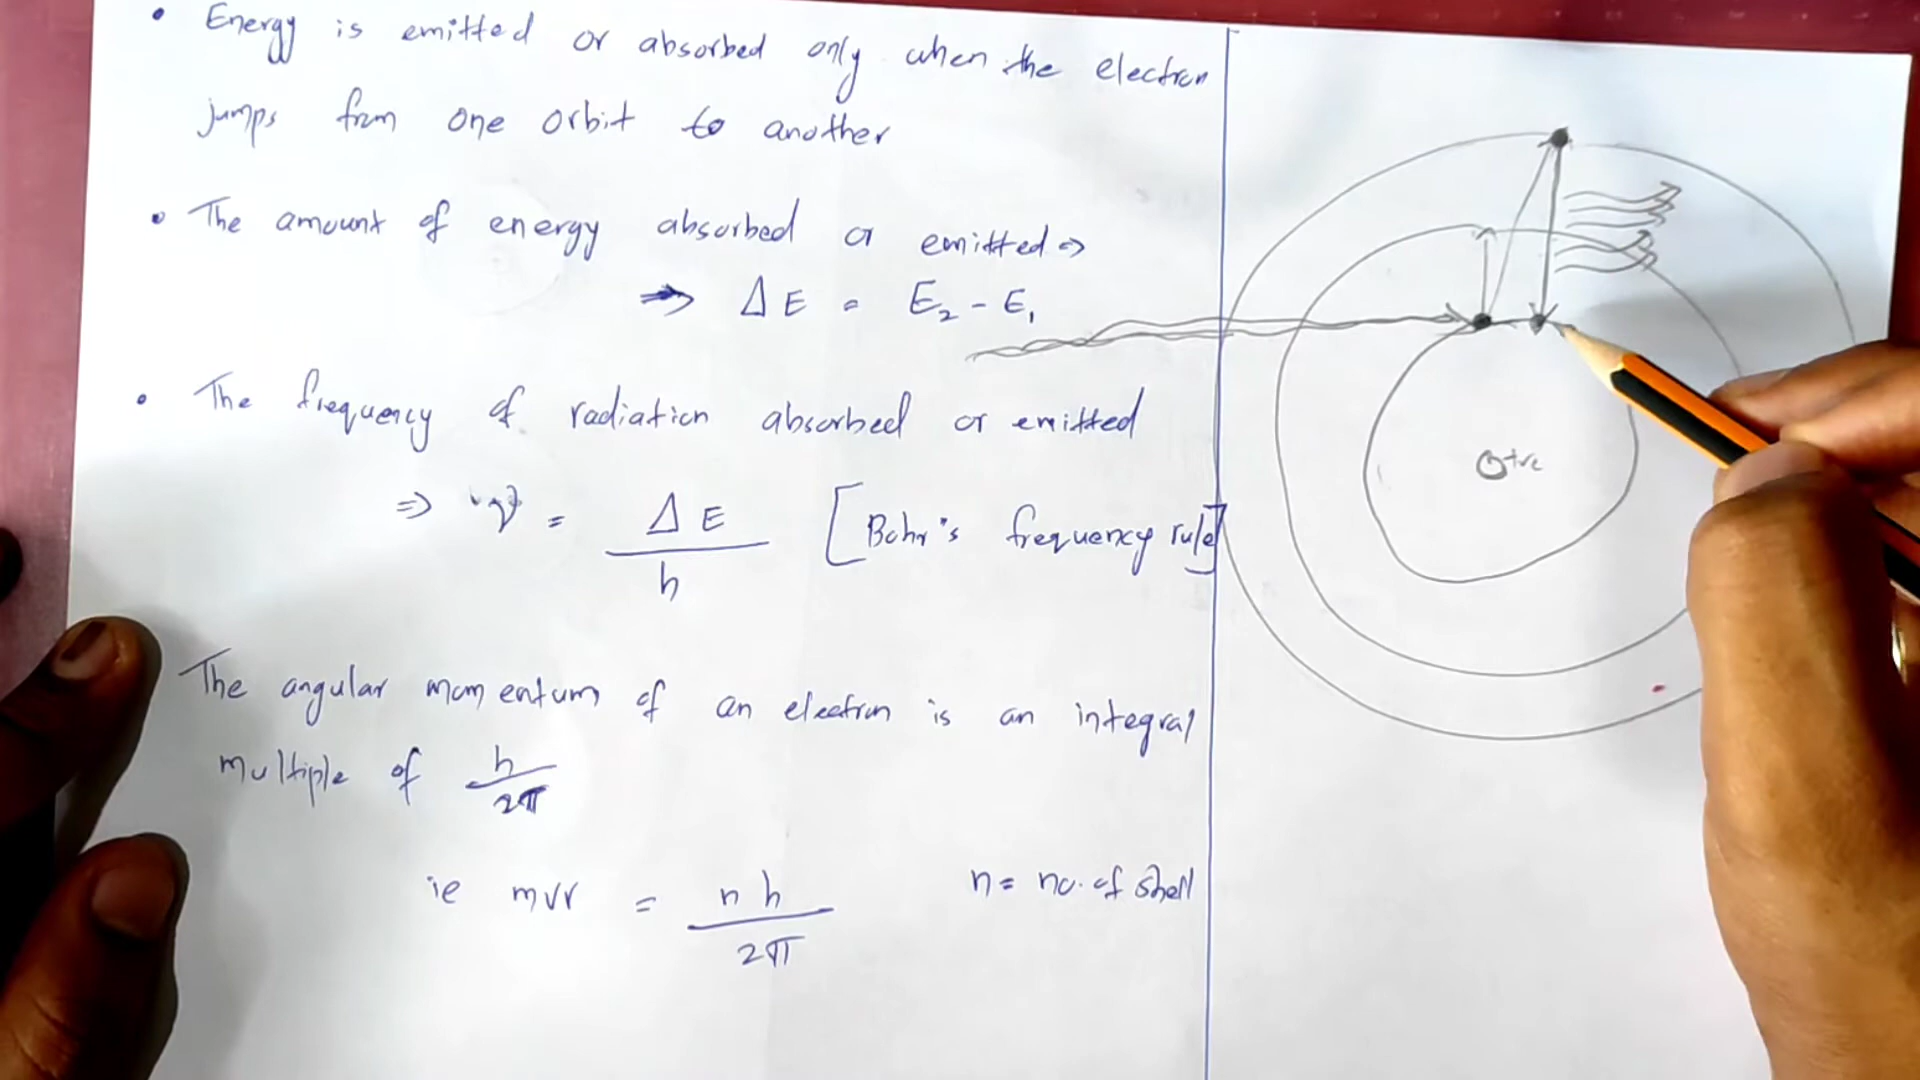 • Energy is emitted or absorbed only when the electron
jumps from one orbit to another
• The amount of energy absorbed or emitted ⇒
⇒ ΔE = E₂ - E₁
• The frequency of radiation absorbed or emitted
⇒ ν = ΔE / h [Bohr's frequency rule]
The angular momentum of an electron is an integral
multiple of h / 2π
ie mvr = nh / 2π n = no. of shell
+ve